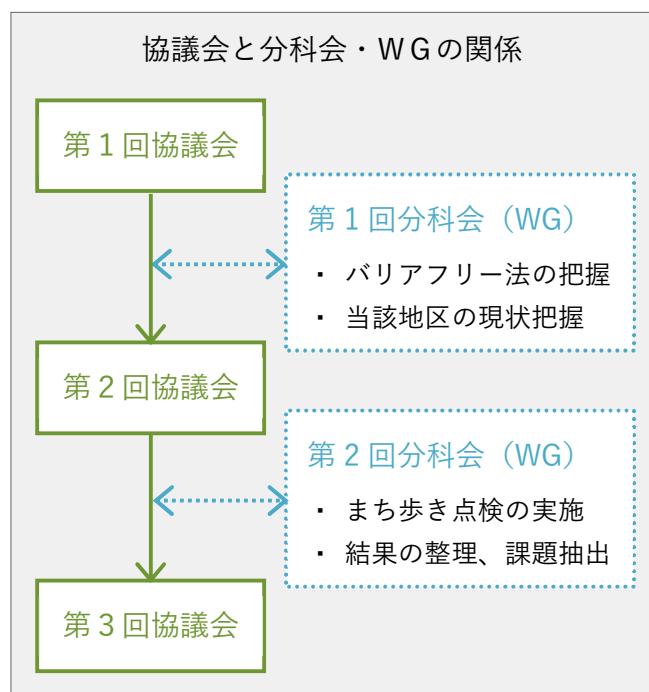 協議会と分科会・WGの関係
第1回協議会
第1回分科会（WG）
・ バリアフリー法の把握
・ 当該地区の現状把握
第2回協議会
第2回分科会（WG）
・ まち歩き点検の実施
・ 結果の整理、課題抽出
第3回協議会